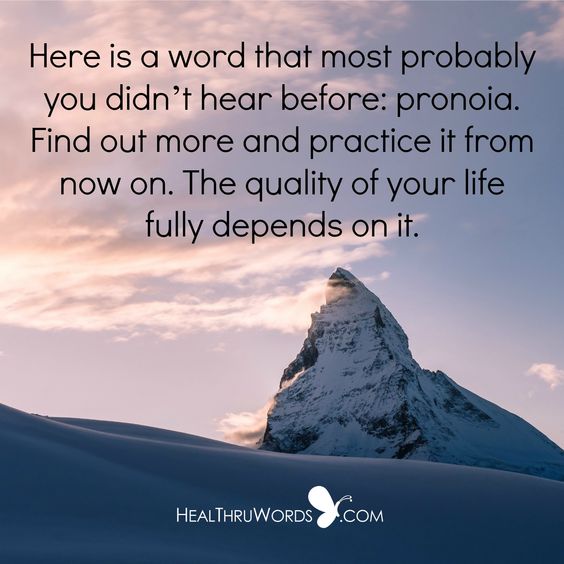 Here is a word that most probably
you didn't hear before: pronoia.
Find out more and practice it from
now on. The quality of your life
fully depends on it.
HealThruWords.com